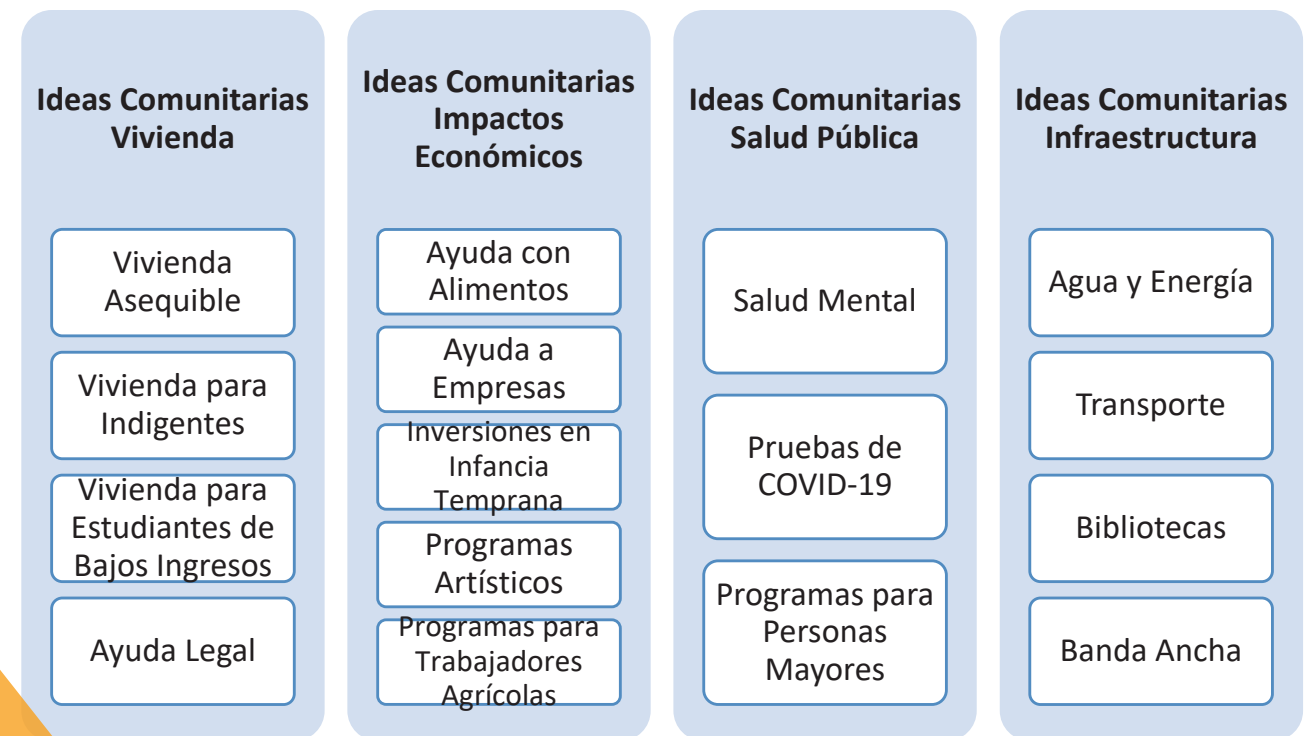 Ideas Comunitarias
Vivienda
Vivienda
Asequible
Vivienda para
Indigentes
Vivienda para
Estudiantes de
Bajos Ingresos
Ayuda Legal
Ideas Comunitarias
Impactos
Económicos
Ayuda con
Alimentos
Ayuda a
Empresas
Inversiones en
Infancia
Temprana
Programas
Artísticos
Programas para
Trabajadores
Agrícolas
Ideas Comunitarias
Salud Pública
Salud Mental
Pruebas de
COVID-19
Programas para
Personas
Mayores
Ideas Comunitarias
Infraestructura
Agua y Energía
Transporte
Bibliotecas
Banda Ancha